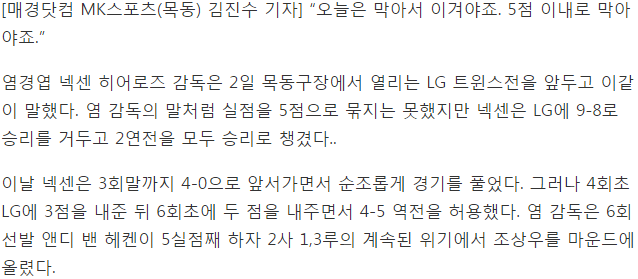 [매경닷컴 MK스포츠(목동) 김진수 기자] “오늘은 막아서 이겨야죠. 5점 이내로 막아
야죠.”
염경엽 넥센 히어로즈 감독은 2일 목동구장에서 열리는 LG 트윈스전을 앞두고 이같
이 말했다. 염 감독의 말처럼 실점을 5점으로 묶지는 못했지만 넥센은 LG에 9-8로
승리를 거두고 2연전을 모두 승리로 챙겼다..
이날 넥센은 3회말까지 4-0으로 앞서가면서 순조롭게 경기를 풀었다. 그러나 4회초
LG에 3점을 내준 뒤 6회초에 두 점을 내주면서 4-5 역전을 허용했다. 염 감독은 6회
선발 앤디 밴 헤켄이 5실점째 하자 2사 1,3루의 계속된 위기에서 조상우를 마운드에
올렸다.